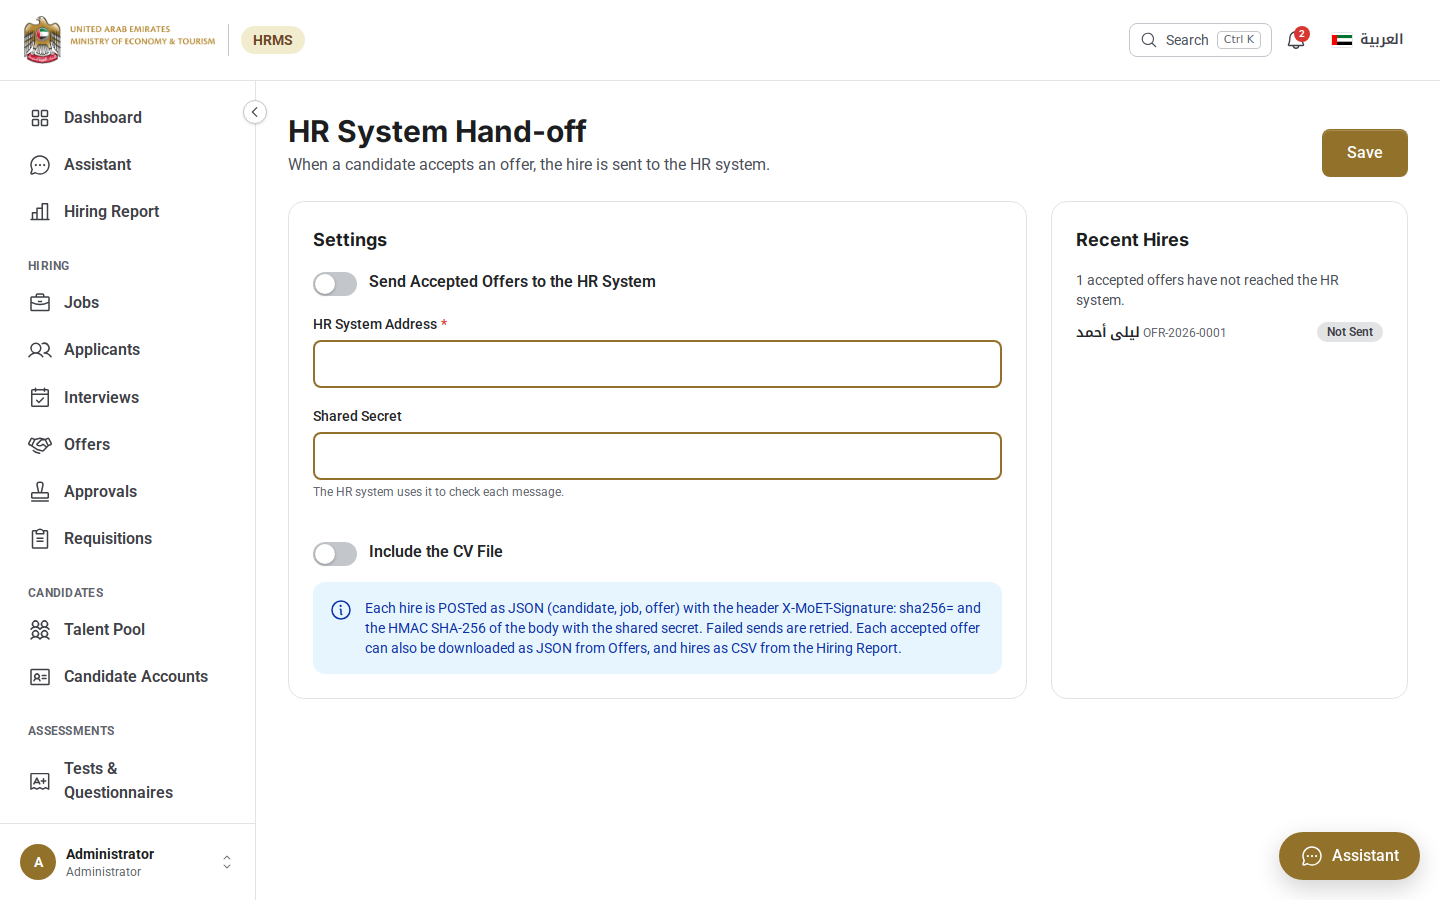 UNITED ARAB EMIRATES
MINISTRY OF ECONOMY & TOURISM
HRMS
Search
Ctrl K
2
العربية
Dashboard
Assistant
Hiring Report
HIRING
Jobs
Applicants
Interviews
Offers
Approvals
Requisitions
CANDIDATES
Talent Pool
Candidate Accounts
ASSESSMENTS
Tests &
Questionnaires
A
Administrator
Administrator
HR System Hand-off
When a candidate accepts an offer, the hire is sent to the HR system.
Save
Settings
Send Accepted Offers to the HR System
HR System Address *
Shared Secret
The HR system uses it to check each message.
Include the CV File
Each hire is POSTed as JSON (candidate, job, offer) with the header X-MoET-Signature: sha256= and
the HMAC SHA-256 of the body with the shared secret. Failed sends are retried. Each accepted offer
can also be downloaded as JSON from Offers, and hires as CSV from the Hiring Report.
Recent Hires
1 accepted offers have not reached the HR
system.
ليلى أحمد OFR-2026-0001
Not Sent
Assistant